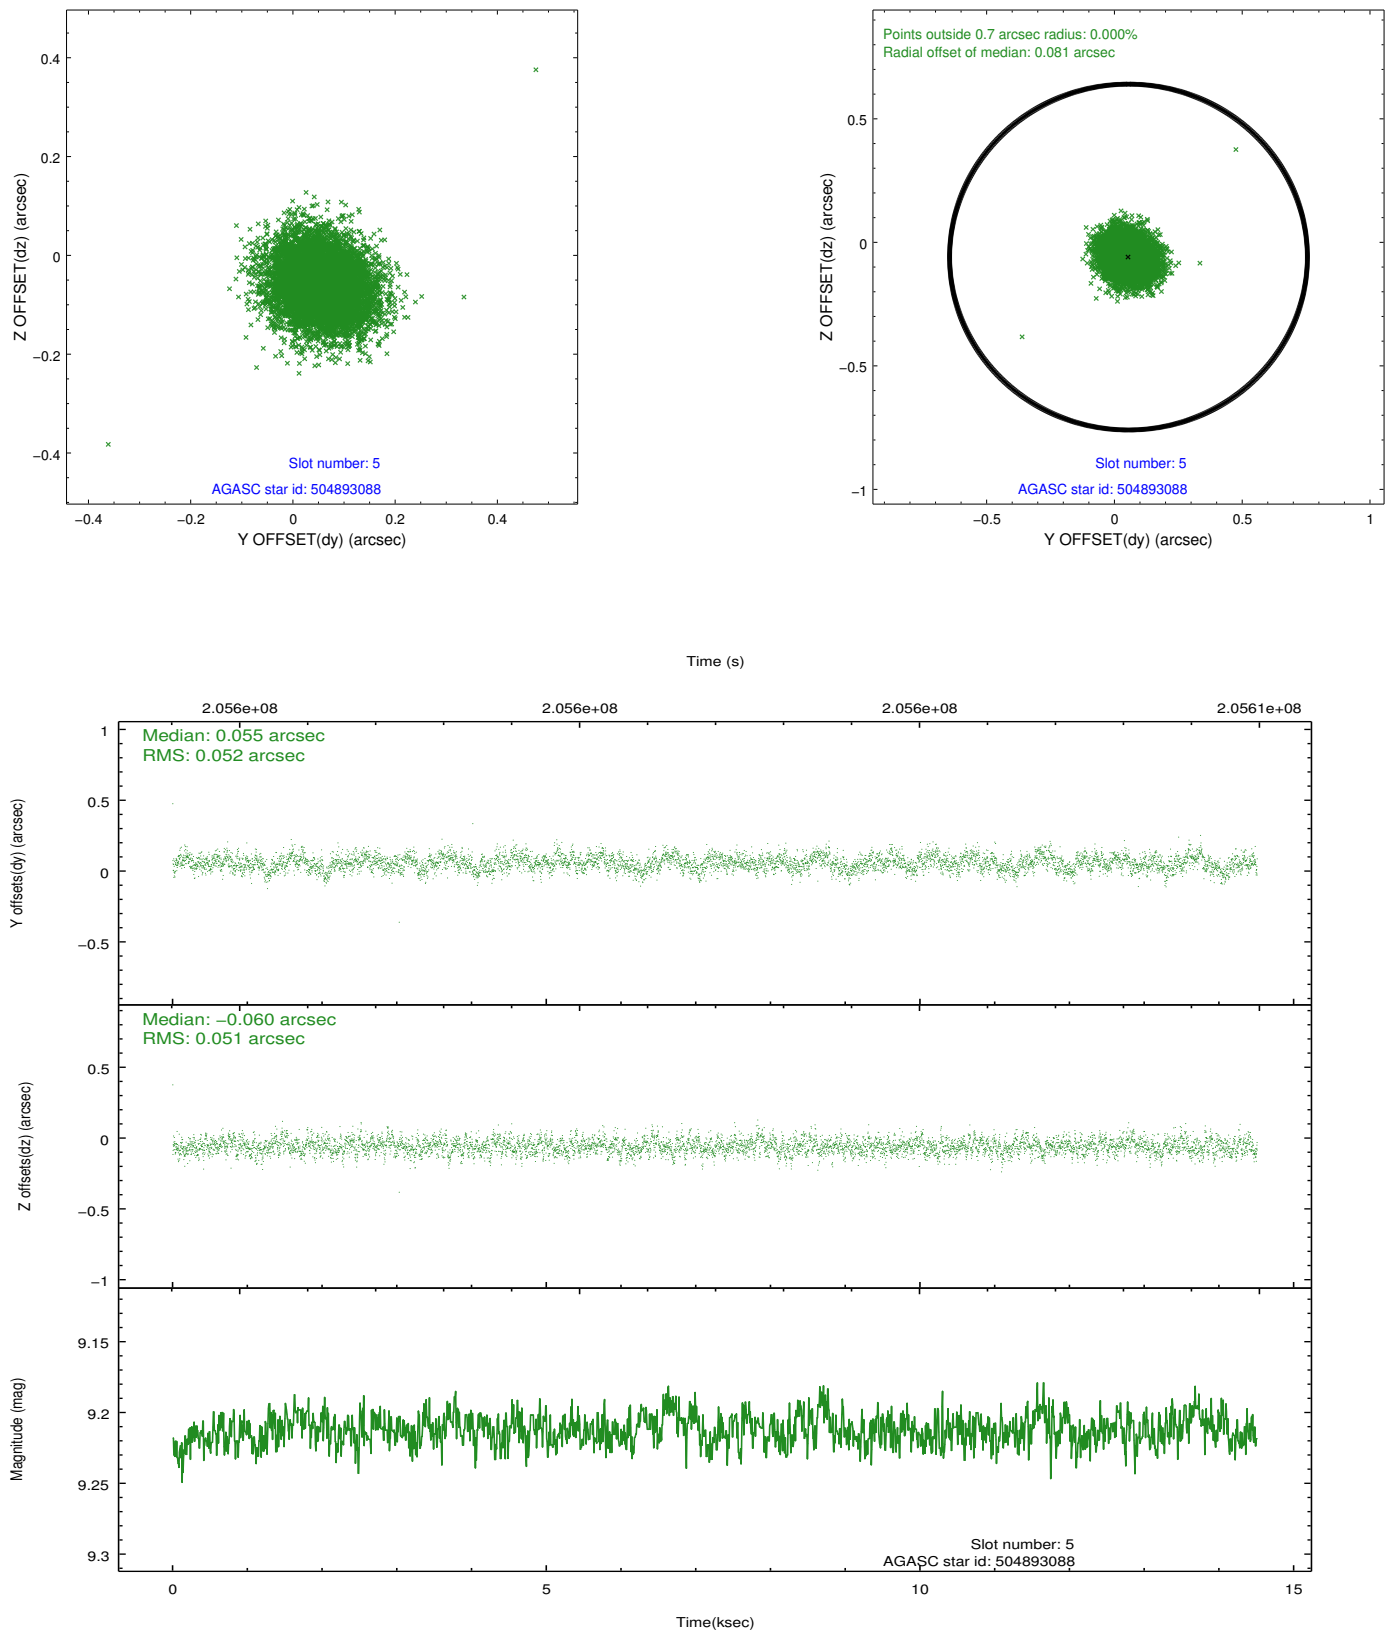 0.4
0.2
0
−0.2
−0.4
Z OFFSET(dz) (arcsec)
Slot number: 5
AGASC star id: 504893088
−0.4
−0.2
0
0.2
0.4
Y OFFSET(dy) (arcsec)
Points outside 0.7 arcsec radius: 0.000%
Radial offset of median: 0.081 arcsec
0.5
0
−0.5
−1
Z OFFSET(dz) (arcsec)
Slot number: 5
AGASC star id: 504893088
−0.5
0
0.5
1
Y OFFSET(dy) (arcsec)
Time (s)
2.056e+08
2.056e+08
2.056e+08
2.0561e+08
Median: 0.055 arcsec
RMS: 0.052 arcsec
1
0.5
0
−0.5
Y offsets(dy) (arcsec)
Median: −0.060 arcsec
RMS: 0.051 arcsec
0.5
0
−0.5
−1
Z offsets(dz) (arcsec)
9.15
9.2
9.25
9.3
Magnitude (mag)
Slot number: 5
AGASC star id: 504893088
0
5
10
15
Time(ksec)